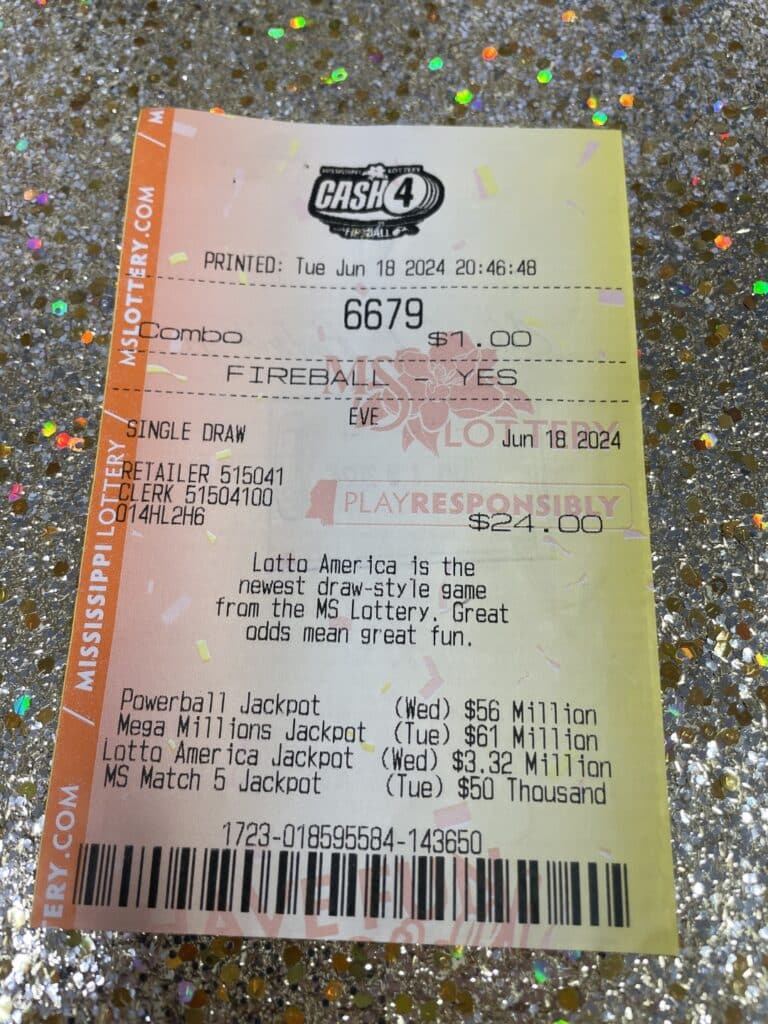 MISSISSIPPI LOTTERY
CASH 4
FIREBALL
PRINTED: Tue Jun 18 2024 20:46:48
6679
Combo $1.00
FIREBALL - YES
EVE
SINGLE DRAW Jun 18 2024
MS LOTTERY
RETAILER 515041
CLERK 51504100
014HL2H6
PLAYRESPONSIBLY
$24.00
Lotto America is the
newest draw-style game
from the MS Lottery. Great
odds mean great fun.
Powerball Jackpot (Wed) $56 Million
Mega Millions Jackpot (Tue) $61 Million
Lotto America Jackpot (Wed) $3.32 Million
MS Match 5 Jackpot (Tue) $50 Thousand
1723-018595584-143650
ERY.COM / MISSISSIPPI LOTTERY / MSLOTTERY.COM / M